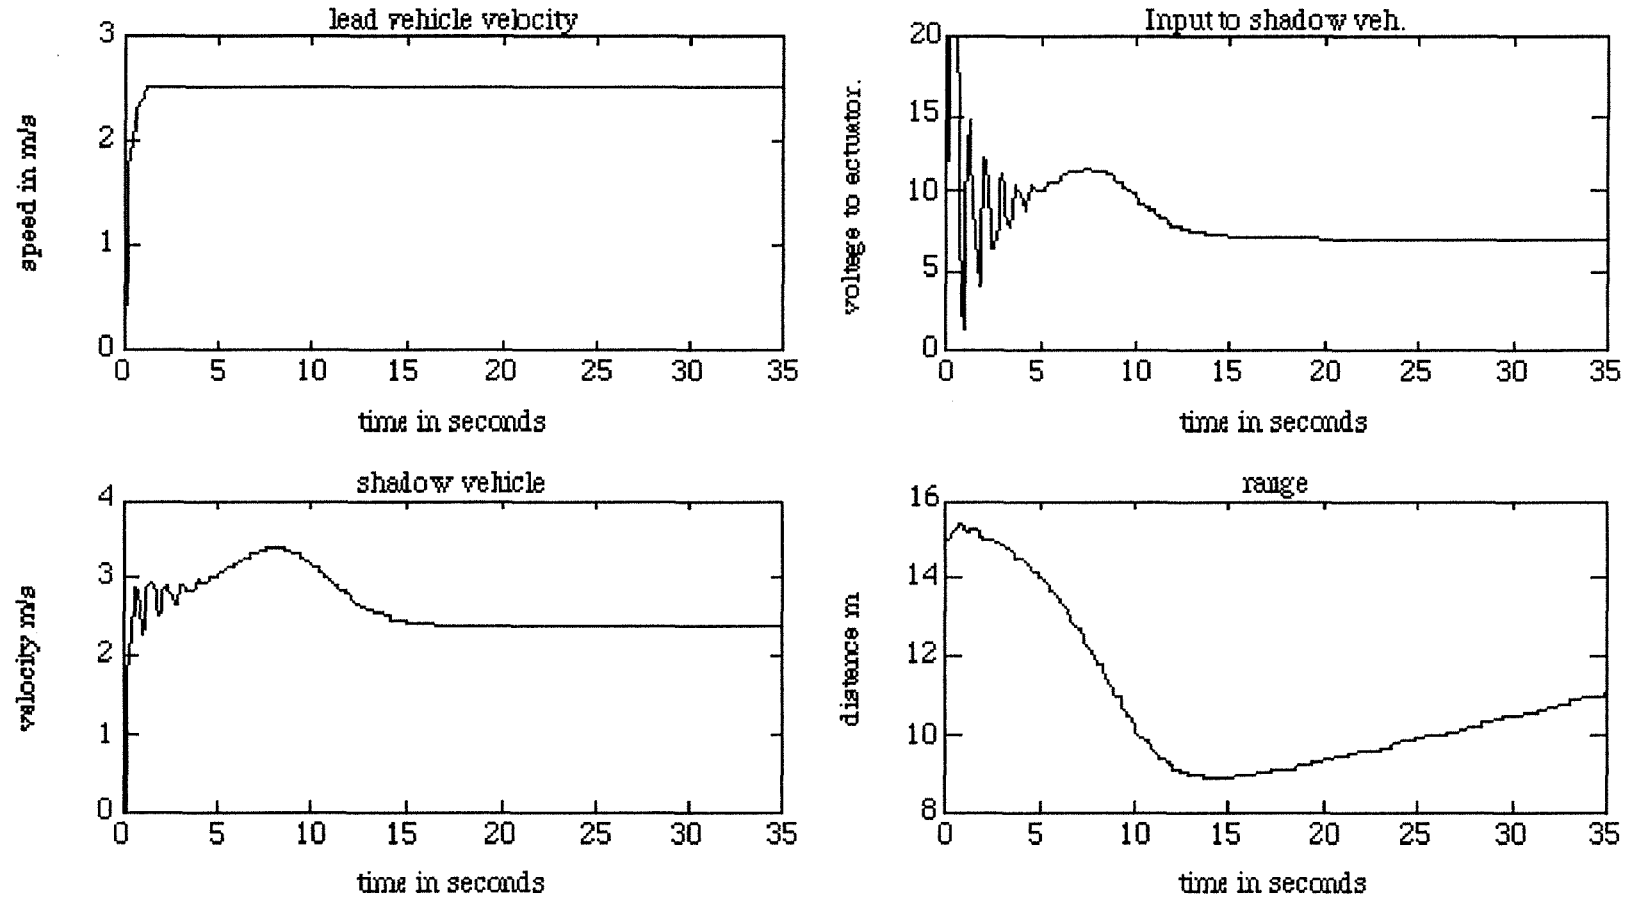 lead vehicle velocity
3
2
1
0
speed in m/s
0 5 10 15 20 25 30 35
time in seconds
Input to shadow veh.
20
15
10
5
0
voltege to ectuator.
0 5 10 15 20 25 30 35
time in seconds
shadow vehicle
4
3
2
1
0
velocity m/s
0 5 10 15 20 25 30 35
time in seconds
range
16
14
12
10
8
distance m
0 5 10 15 20 25 30 35
time in seconds